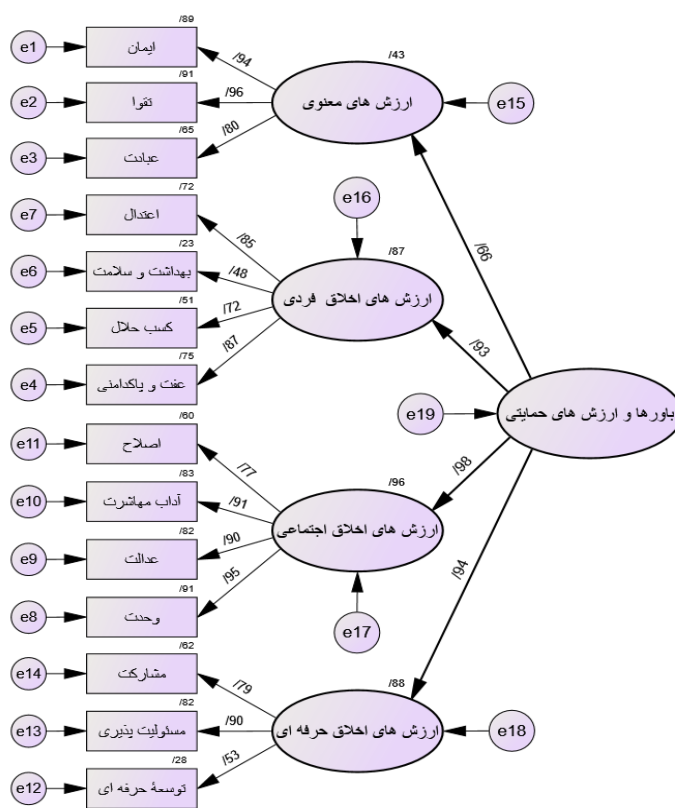 /89
e1
ایمان
/94
/91
e2
تقوا
/96
/65
e3
عبادت
/80
/43
ارزش های معنوی
e15
/66
/72
e7
اعتدال
/85
/23
e6
بهداشت و سلامت
/48
/51
e5
کسب حلال
/72
/75
e4
عفت و پاکدامنی
/87
e16
/87
ارزش های اخلاق فردی
/93
e19
باورها و ارزش های حمایتی
/60
e11
اصلاح
/77
/83
e10
آداب مهاشرت
/91
/82
e9
عدالت
/90
/91
e8
وحدت
/95
/96
ارزش های اخلاق اجتماعی
/98
e17
/62
e14
مشارکت
/79
/82
e13
مسئولیت پذیری
/90
/28
e12
توسعهٔ حرفه ای
/53
/88
ارزش های اخلاق حرفه ای
e18
/94